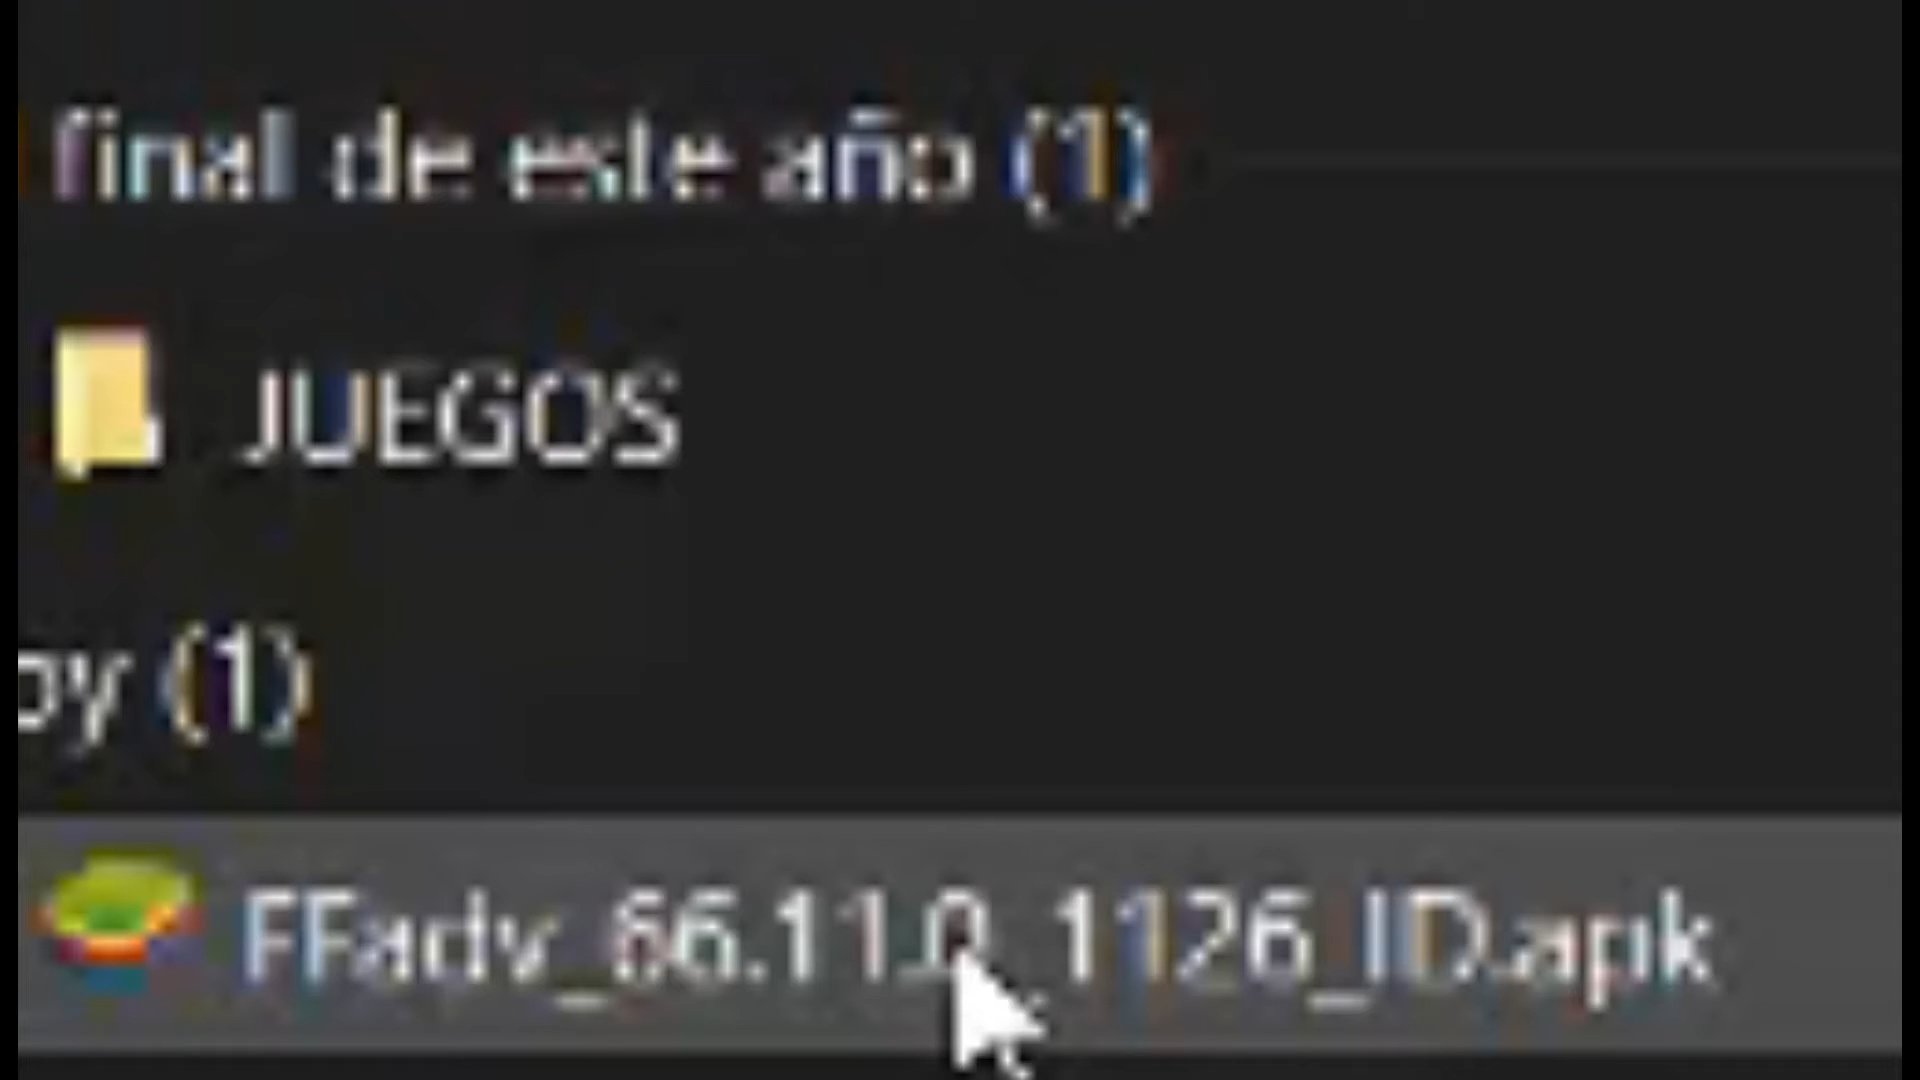 final de este año (1)
JUEGOS
oy (1)
FFadv_66.11.0_1126_ID.apk